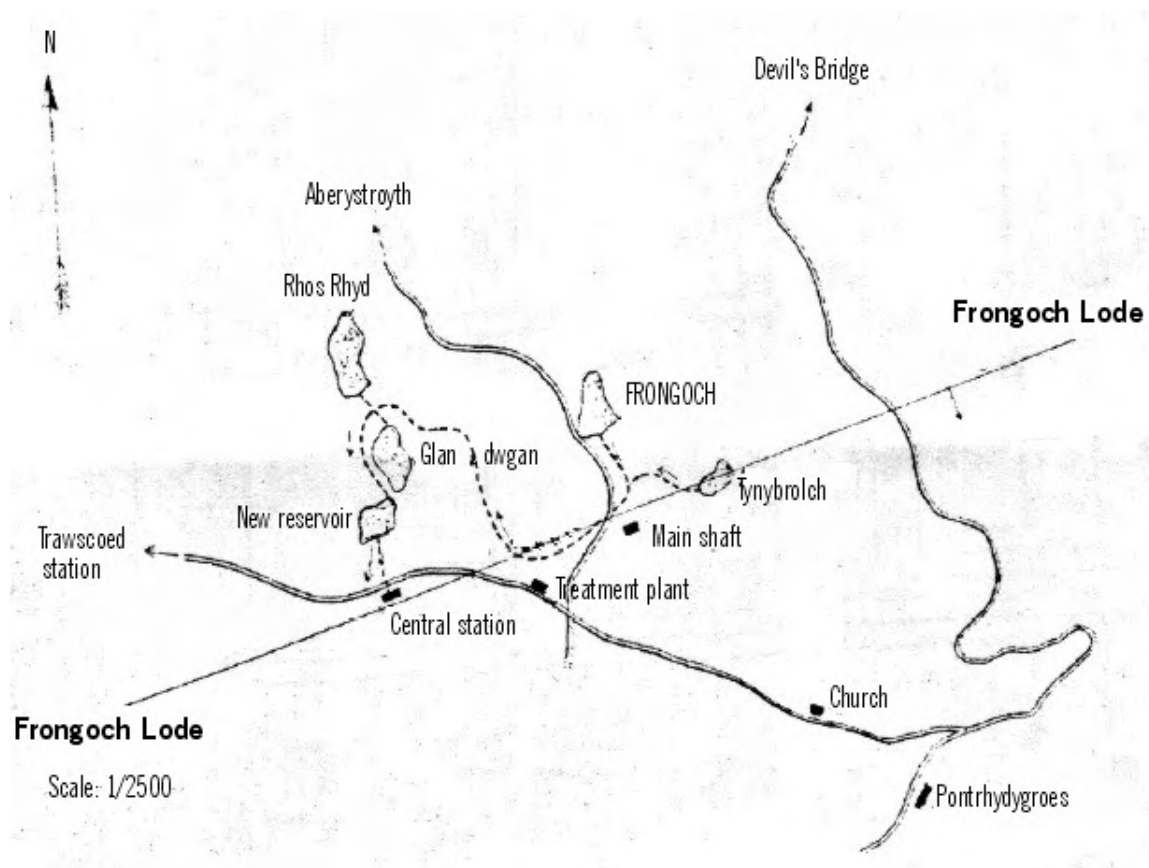 N
Devil's Bridge
Aberystroyth
Rhos Rhyd
Frongoch Lode
FRONGOCH
Glan dwgan
Tynybrolch
New reservoir
Main shaft
Trawscoed
station
Treatment plant
Central station
Church
Frongoch Lode
Scale: 1/2500
Pontrhydygroes